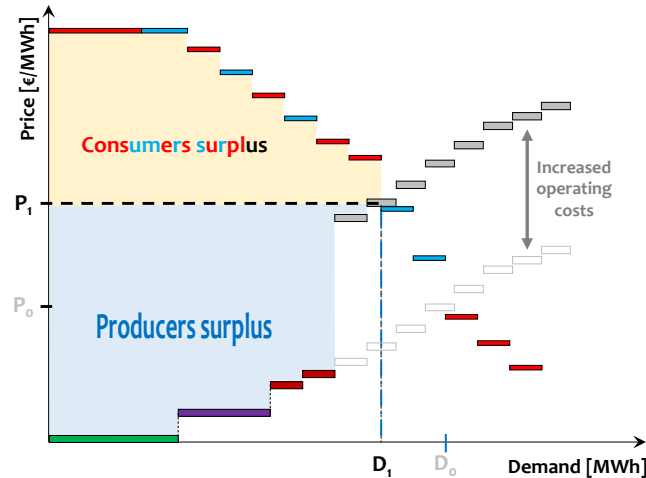 Price [€/MWh]
Consumers surplus
P₁
Increased
operating
costs
P₀
Producers surplus
D₁
D₀
Demand [MWh]